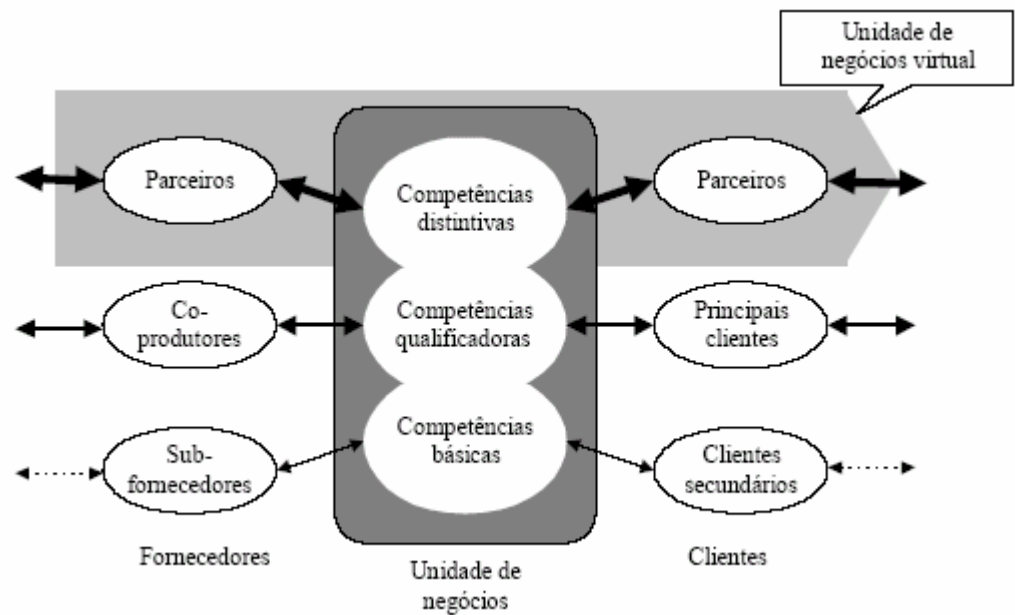 Unidade de
negócios virtual
Parceiros
Competências
distintivas
Parceiros
Co-
produtores
Competências
qualificadoras
Principais
clientes
Sub-
fornecedores
Competências
básicas
Clientes
secundários
Fornecedores
Unidade de
negócios
Clientes